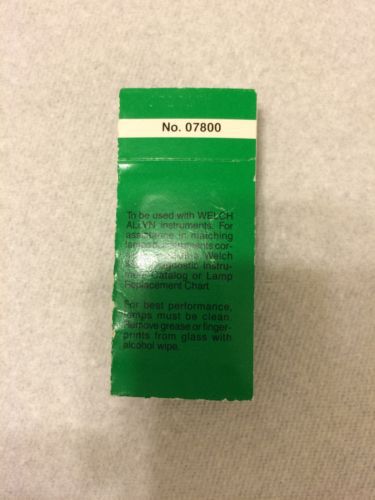 No. 07800
To be used with WELCH
ALLYN instruments. For
assistance in matching
lamps to instruments cor-
Welch
Instru-
Catalog or Lamp
Replacement Chart.
For best performance,
lamps must be clean.
Remove grease or finger-
prints from glass with
alcohol wipe.